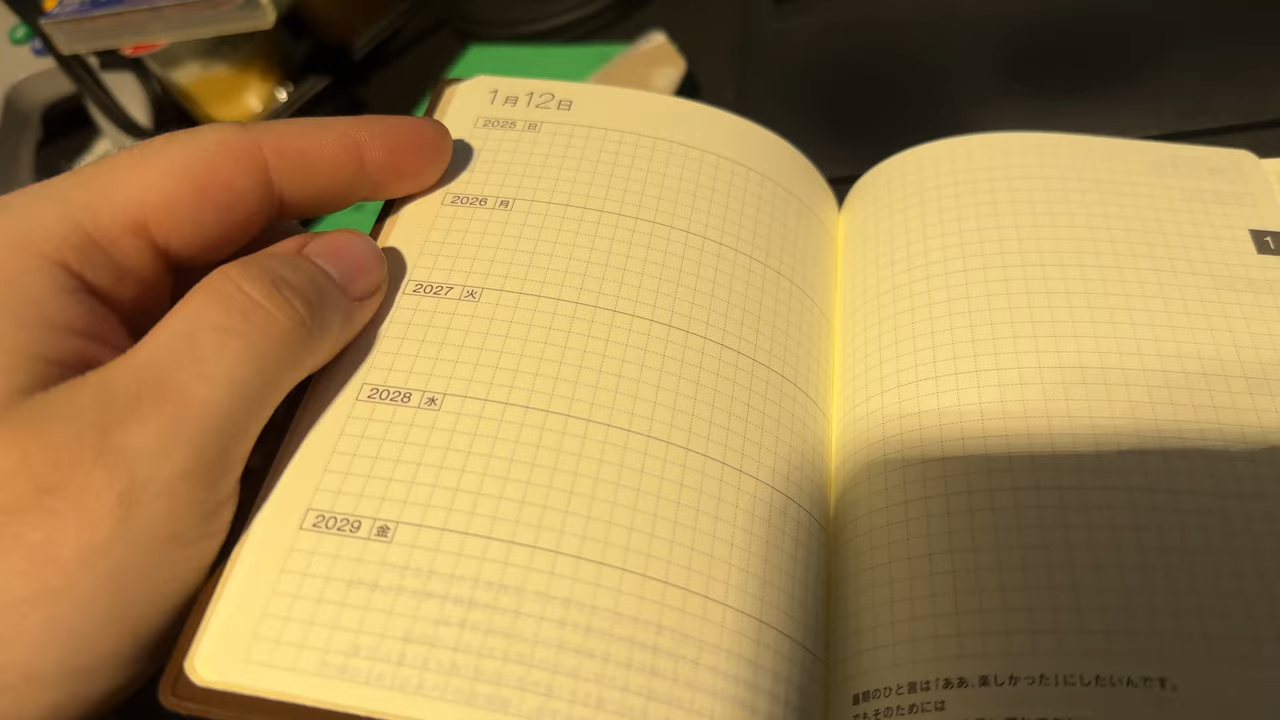 1月12日
2025 日
2026 月
2027 火
2028 水
2029 金
1
最期のひと言は「ああ、楽しかった」にしたいんです。
でもそのためには